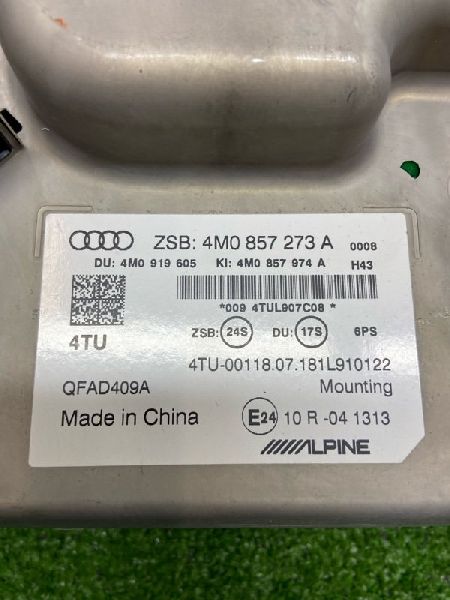 ZSB: 4M0 857 273 A 0008
DU: 4M0 919 605 KI: 4M0 857 974 A H43
*009 4TUL907C08 *
ZSB: 24S DU: 17S 6PS
4TU
4TU-00118.07.181L910122
QFAD409A Mounting
Made in China E24 10 R -04 1313
ALPINE